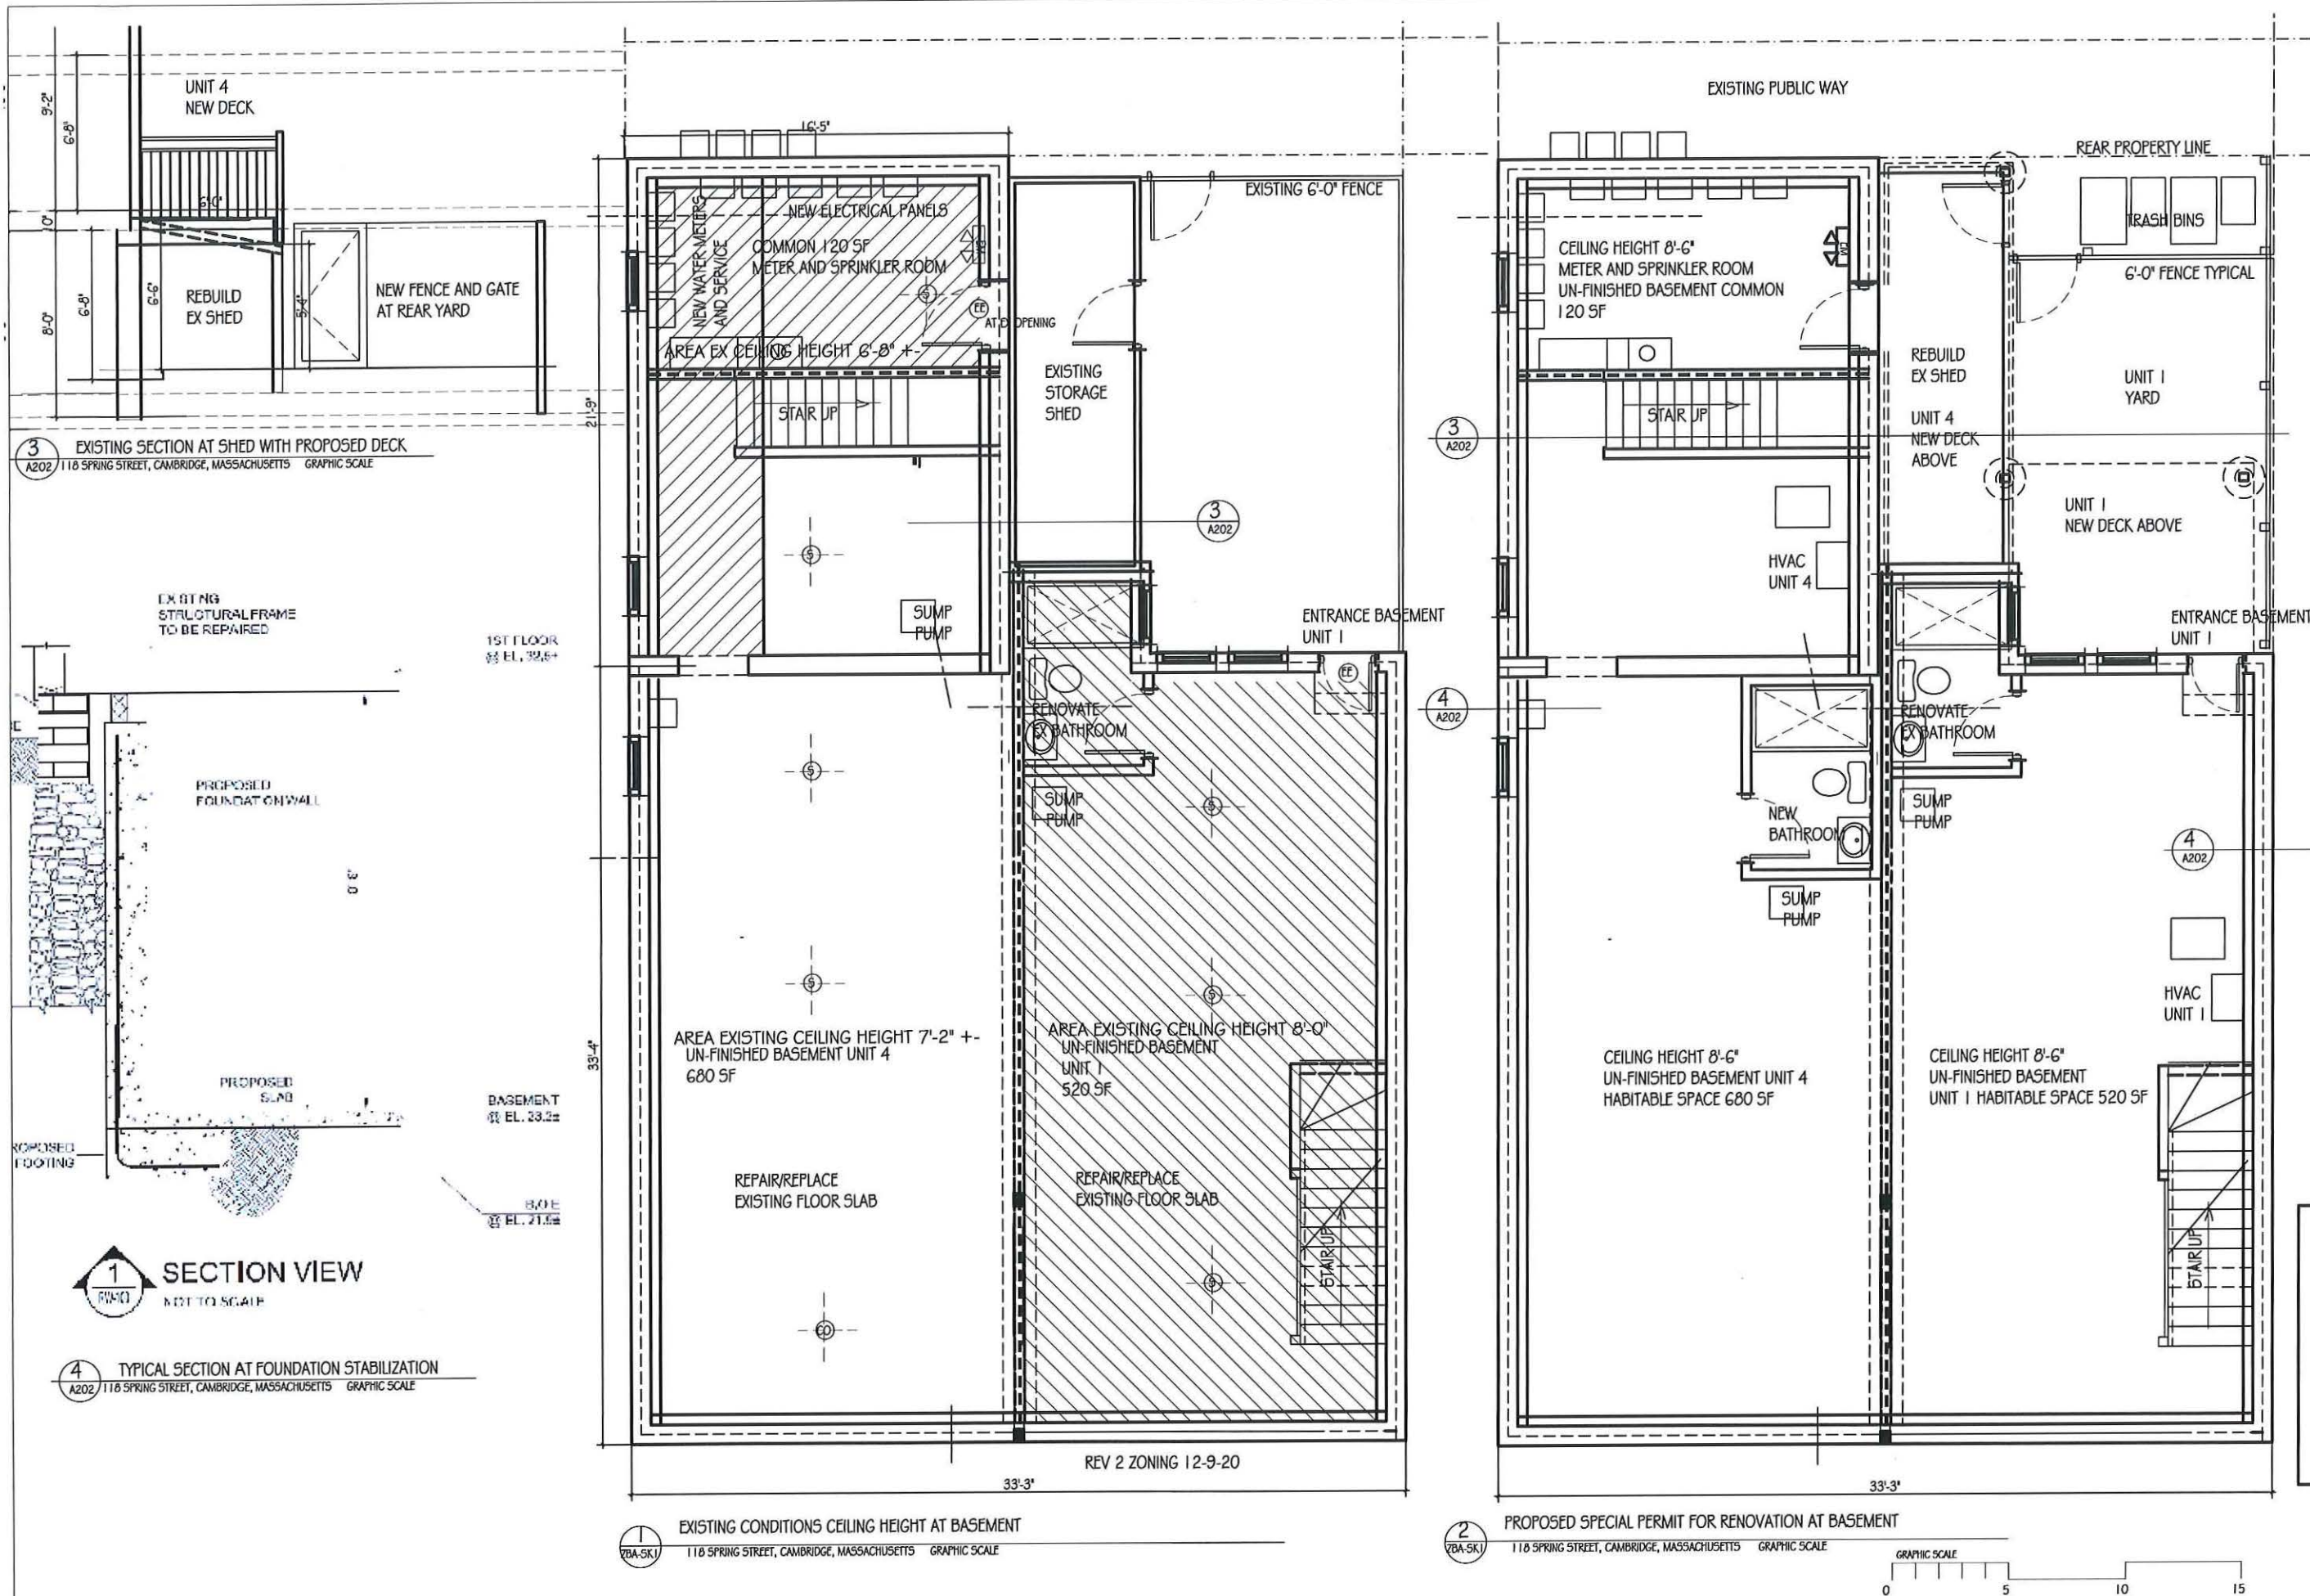 UNIT 4
NEW DECK
9'-2"
6'-8"
10"
6'-0"
8'-0"
6'-8"
6'-6"
5'-4"
REBUILD
EX SHED
NEW FENCE AND GATE
AT REAR YARD
3
A202
EXISTING SECTION AT SHED WITH PROPOSED DECK
118 SPRING STREET, CAMBRIDGE, MASSACHUSETTS GRAPHIC SCALE
STRUCTURAL FRAME
TO BE REPAIRED
1ST FLOOR
PROPOSED
PROPOSED
SLAB
BASEMENT
@ EL. 23.2±
FOOTING
1
SECTION VIEW
NOT TO SCALE
4
A202
TYPICAL SECTION AT FOUNDATION STABILIZATION
118 SPRING STREET, CAMBRIDGE, MASSACHUSETTS GRAPHIC SCALE
16'-5"
21'-9"
33'-4"
NEW ELECTRICAL PANELS
NEW WATER METERS
AND SERVICE
COMMON 120 SF
METER AND SPRINKLER ROOM
S
EE
AREA EX CEILING HEIGHT 6'-8" +-
STAIR UP
EXISTING
STORAGE
SHED
EXISTING 6'-0" FENCE
3
A202
S
SUMP
PUMP
ENTRANCE BASEMENT
UNIT 1
EE
RENOVATE
EX BATHROOM
S
SUMP
PUMP
S
S
S
AREA EXISTING CEILING HEIGHT 7'-2" +-
UN-FINISHED BASEMENT UNIT 4
680 SF
AREA EXISTING CEILING HEIGHT 8'-0"
UN-FINISHED BASEMENT
UNIT 1
520 SF
REPAIR/REPLACE
EXISTING FLOOR SLAB
REPAIR/REPLACE
EXISTING FLOOR SLAB
STAIR UP
S
REV 2 ZONING 12-9-20
33'-3"
1
ZBA-SK1
EXISTING CONDITIONS CEILING HEIGHT AT BASEMENT
118 SPRING STREET, CAMBRIDGE, MASSACHUSETTS GRAPHIC SCALE
EXISTING PUBLIC WAY
REAR PROPERTY LINE
TRASH BINS
6'-0" FENCE TYPICAL
CEILING HEIGHT 8'-6"
METER AND SPRINKLER ROOM
UN-FINISHED BASEMENT COMMON
120 SF
REBUILD
EX SHED
UNIT 4
NEW DECK
ABOVE
UNIT 1
YARD
STAIR UP
3
A202
UNIT 1
NEW DECK ABOVE
HVAC
UNIT 4
ENTRANCE BASEMENT
UNIT 1
4
A202
RENOVATE
EX BATHROOM
NEW
BATHROOM
SUMP
PUMP
SUMP
PUMP
4
A202
HVAC
UNIT 1
CEILING HEIGHT 8'-6"
UN-FINISHED BASEMENT UNIT 4
HABITABLE SPACE 680 SF
CEILING HEIGHT 8'-6"
UN-FINISHED BASEMENT
UNIT 1 HABITABLE SPACE 520 SF
STAIR UP
33'-3"
2
ZBA-SK1
PROPOSED SPECIAL PERMIT FOR RENOVATION AT BASEMENT
118 SPRING STREET, CAMBRIDGE, MASSACHUSETTS GRAPHIC SCALE
GRAPHIC SCALE
0 5 10 15